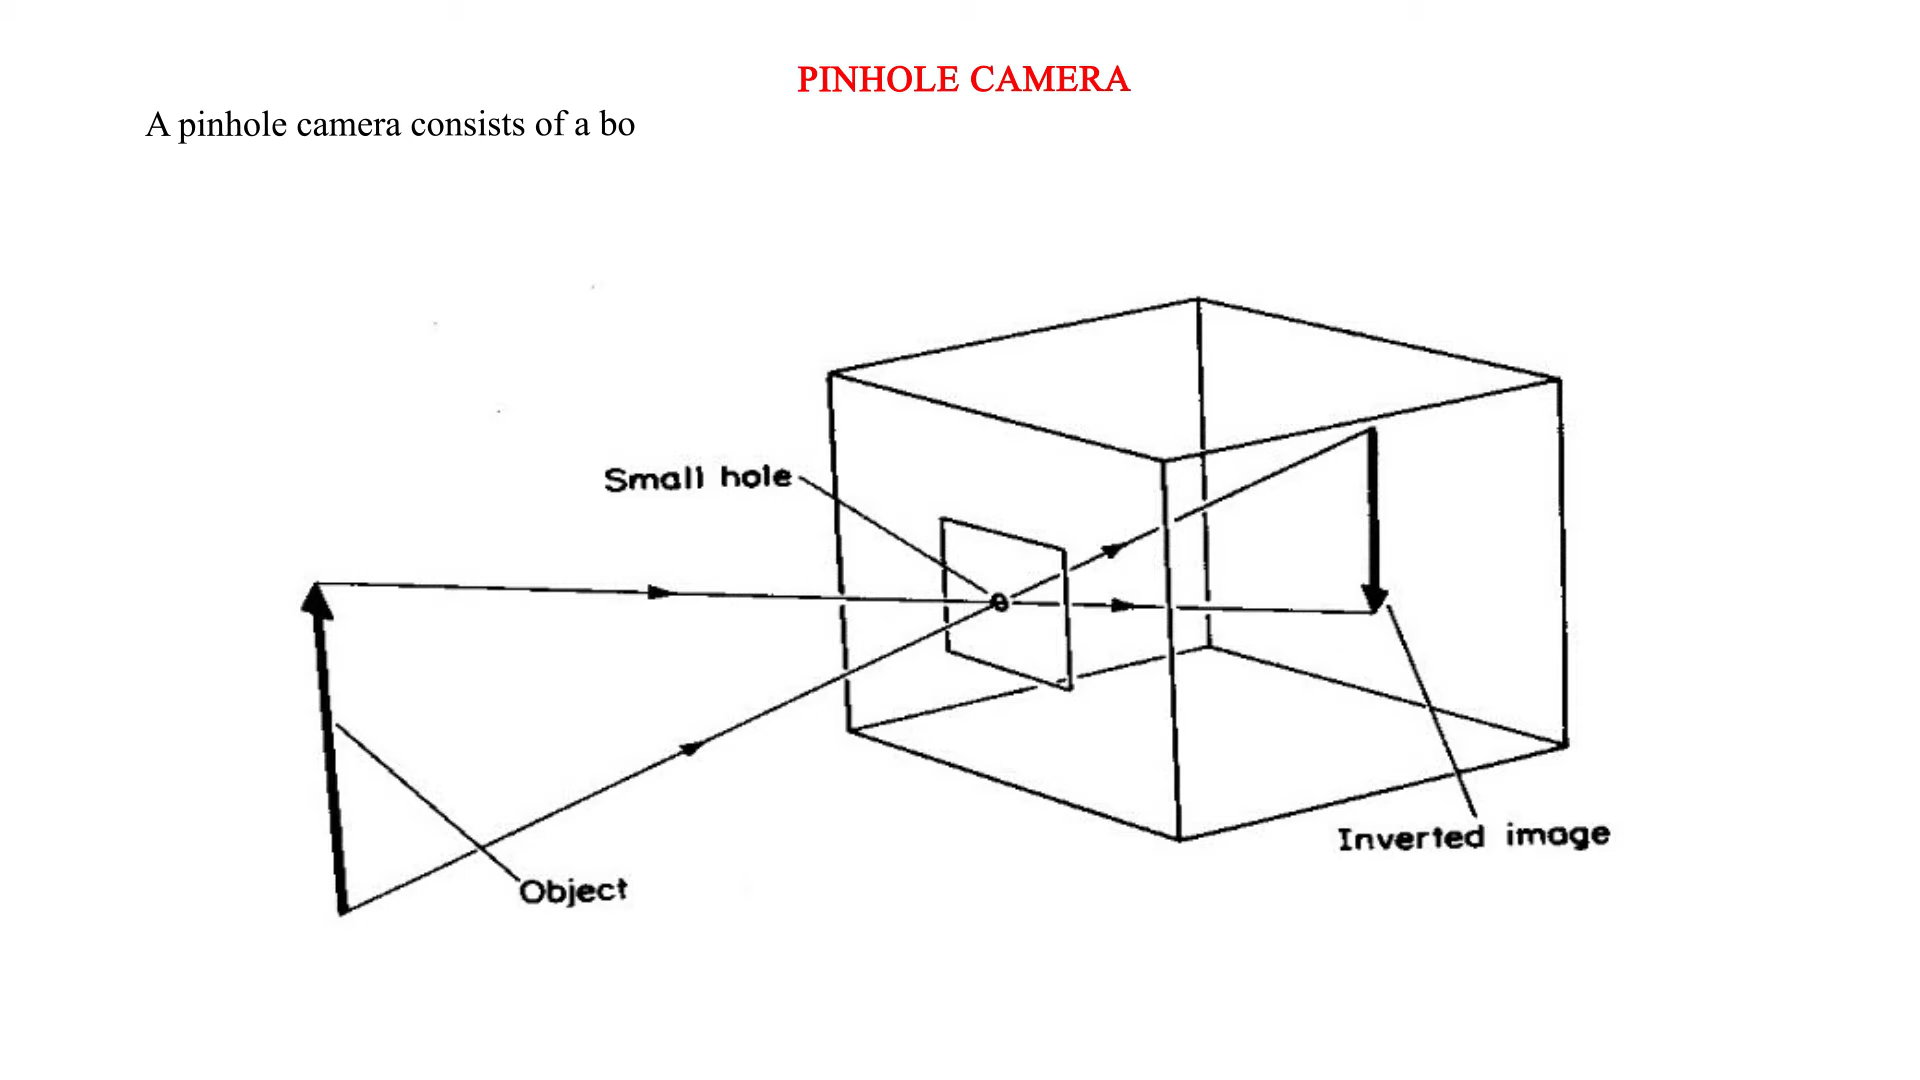 PINHOLE CAMERA
A pinhole camera consists of a bo
Small hole
Object
Inverted image